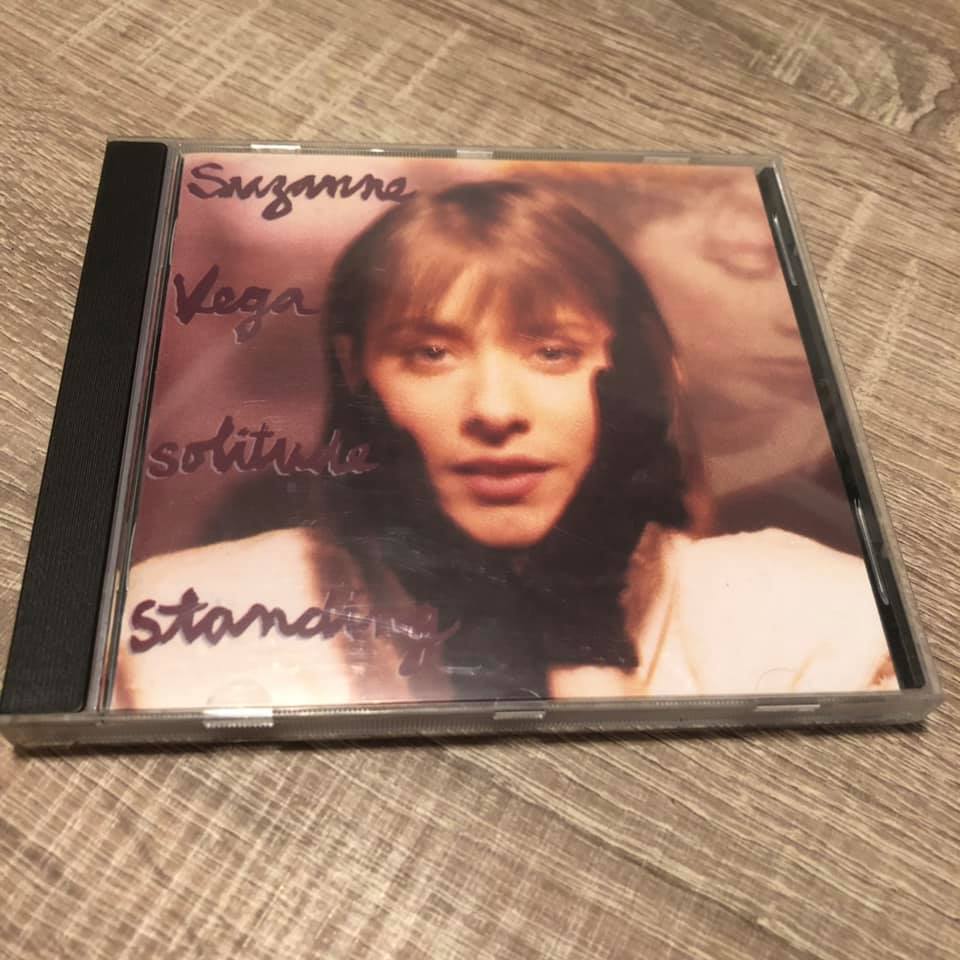 Suzanne
Vega
solitude
standing